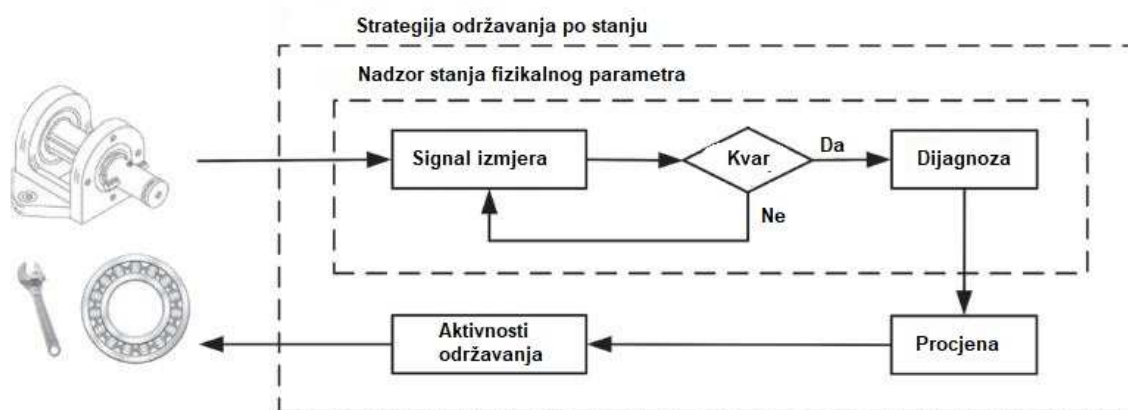 Strategija održavanja po stanju
Nadzor stanja fizikalnog parametra
Signal izmjera
Kvar
Da
Dijagnoza
Ne
Aktivnosti
održavanja
Procjena